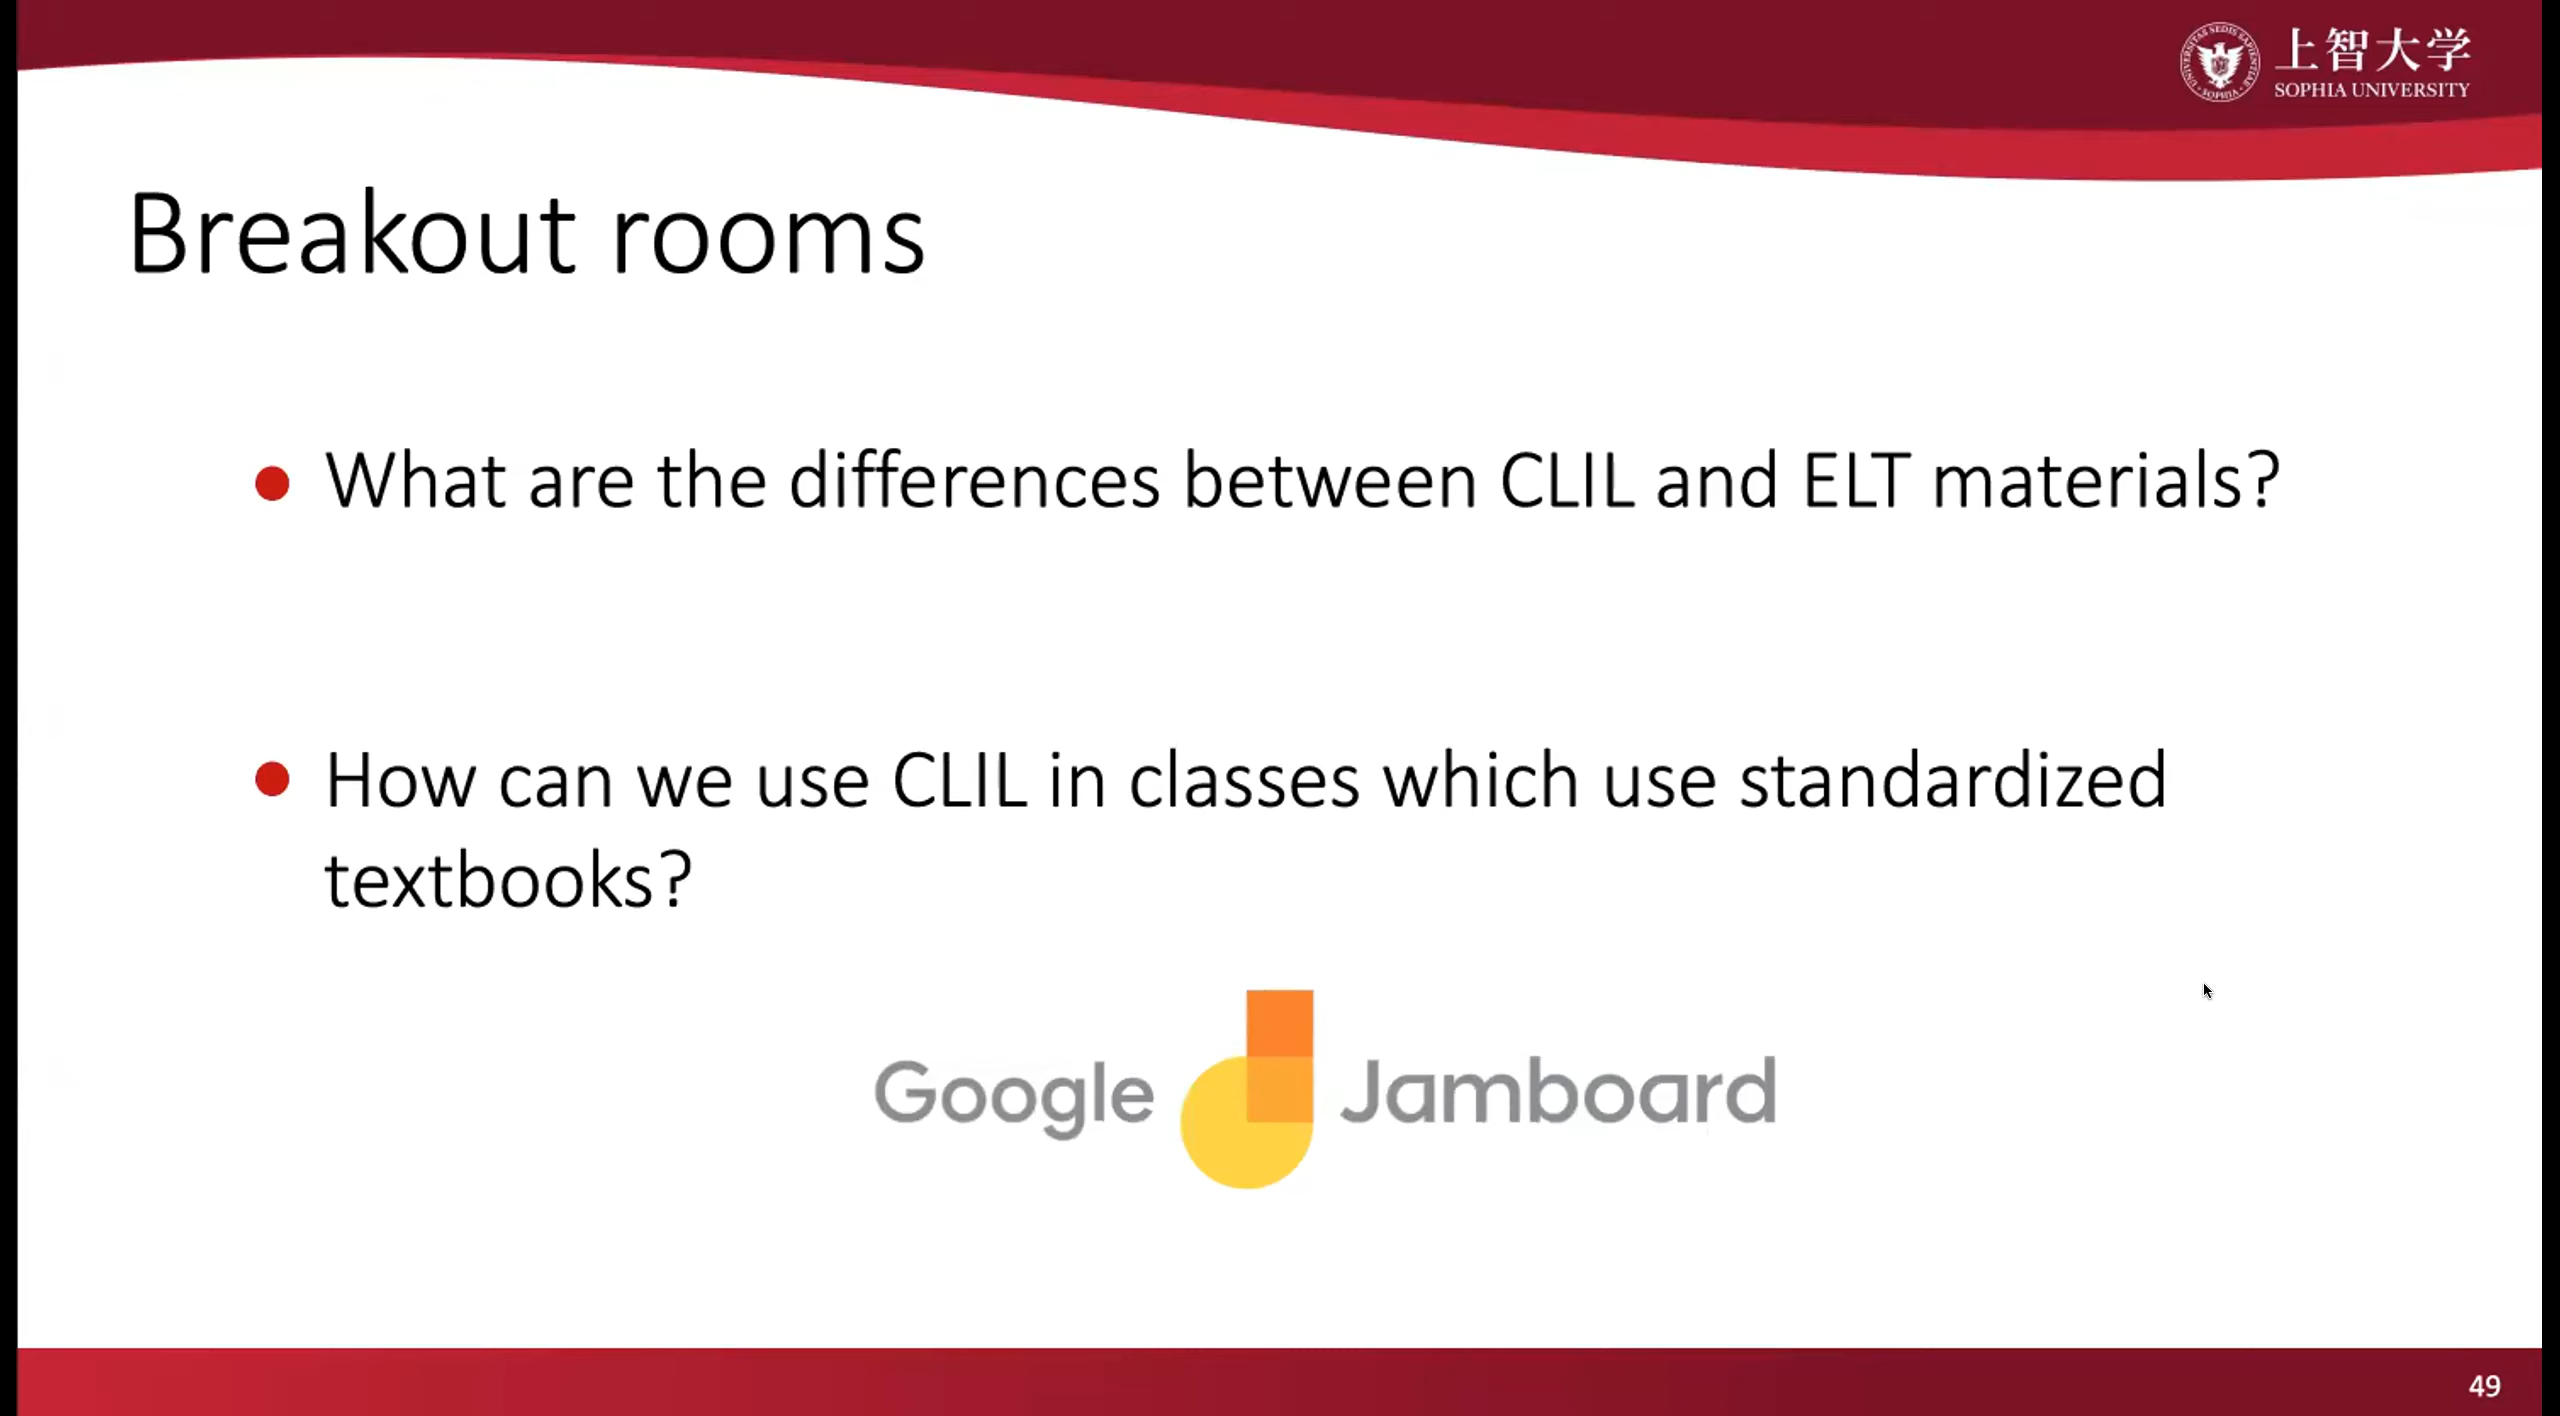 上智大学
SOPHIA UNIVERSITY
Breakout rooms
What are the differences between CLIL and ELT materials?
How can we use CLIL in classes which use standardized
textbooks?
Google Jamboard
49